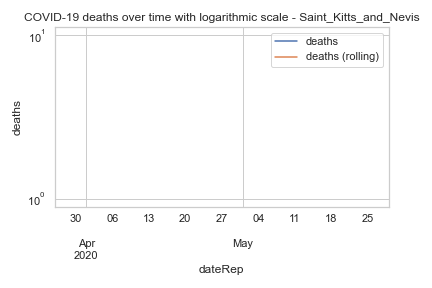 COVID-19 deaths over time with logarithmic scale - Saint_Kitts_and_Nevis
deaths
deaths (rolling)
10¹
deaths
10⁰
30 06 13 20 27 04 11 18 25
Apr May
2020
dateRep